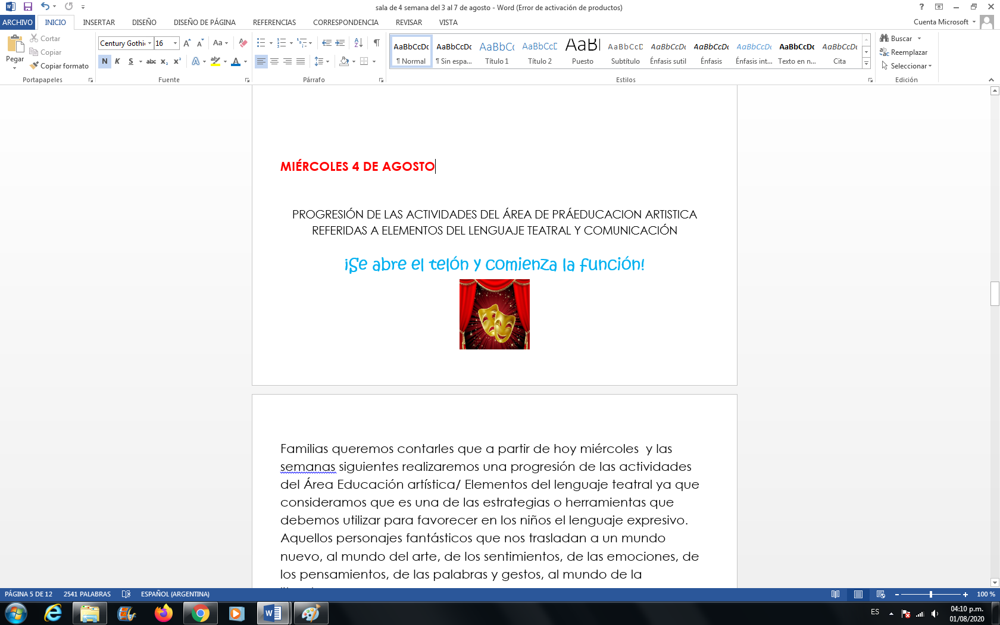 sala de 4 semana del 3 al 7 de agosto - Word (Error de activación de productos)
ARCHIVO INICIO INSERTAR DISEÑO DISEÑO DE PÁGINA REFERENCIAS CORRESPONDENCIA REVISAR VISTA Cuenta Microsoft
Pegar
Cortar
Copiar
Copiar formato
Portapapeles
Century Gothi 16
N K S abc x₂ x²
Fuente
Párrafo
AaBbCcDc AaBbCcDc AaBbCc AaBbCcD AaBl AaBbCcD AaBbCcDc AaBbCcDc AaBbCcDc AaBbCcDc AaBbCcDc
¶ Normal ¶ Sin espa... Título 1 Título 2 Puesto Subtítulo Énfasis sutil Énfasis Énfasis int... Texto en n... Cita
Estilos
Buscar
Reemplazar
Seleccionar
Edición
MIÉRCOLES 4 DE AGOSTO
PROGRESIÓN DE LAS ACTIVIDADES DEL ÁREA DE PRÁEDUCACION ARTISTICA
REFERIDAS A ELEMENTOS DEL LENGUAJE TEATRAL Y COMUNICACIÓN
¡Se abre el telón y comienza la función!
Familias queremos contarles que a partir de hoy miércoles  y las
semanas siguientes realizaremos una progresión de las actividades
del Área Educación artística/ Elementos del lenguaje teatral ya que
consideramos que es una de las estrategias o herramientas que
debemos utilizar para favorecer en los niños el lenguaje expresivo.
Aquellos personajes fantásticos que nos trasladan a un mundo
nuevo, al mundo del arte, de los sentimientos, de las emociones, de
los pensamientos, de las palabras y gestos, al mundo de la
PÁGINA 5 DE 12 2541 PALABRAS ESPAÑOL (ARGENTINA) 100 %
ES
04:10 p.m.
01/08/2020